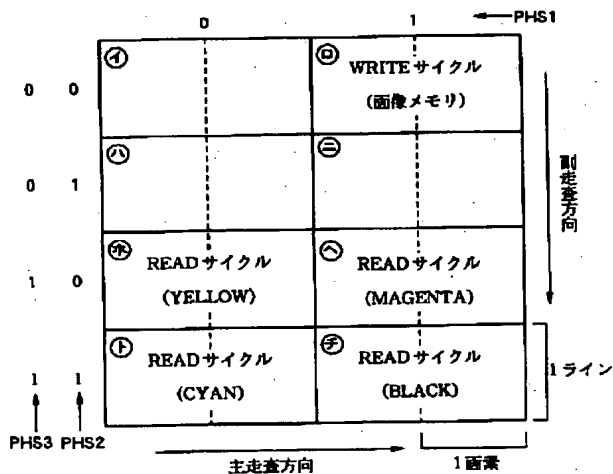 0 1 ←PHS1
0 0 ㋑ ㋺ WRITEサイクル
(画像メモリ)
0 1 ㋩ ㋥
副走査方向
1 0 ㋭ READサイクル ㋬ READサイクル
(YELLOW) (MAGENTA)
1 1 ㋣ READサイクル ㋠ READサイクル
(CYAN) (BLACK)
1ライン
PHS3 PHS2
主走査方向 1画素